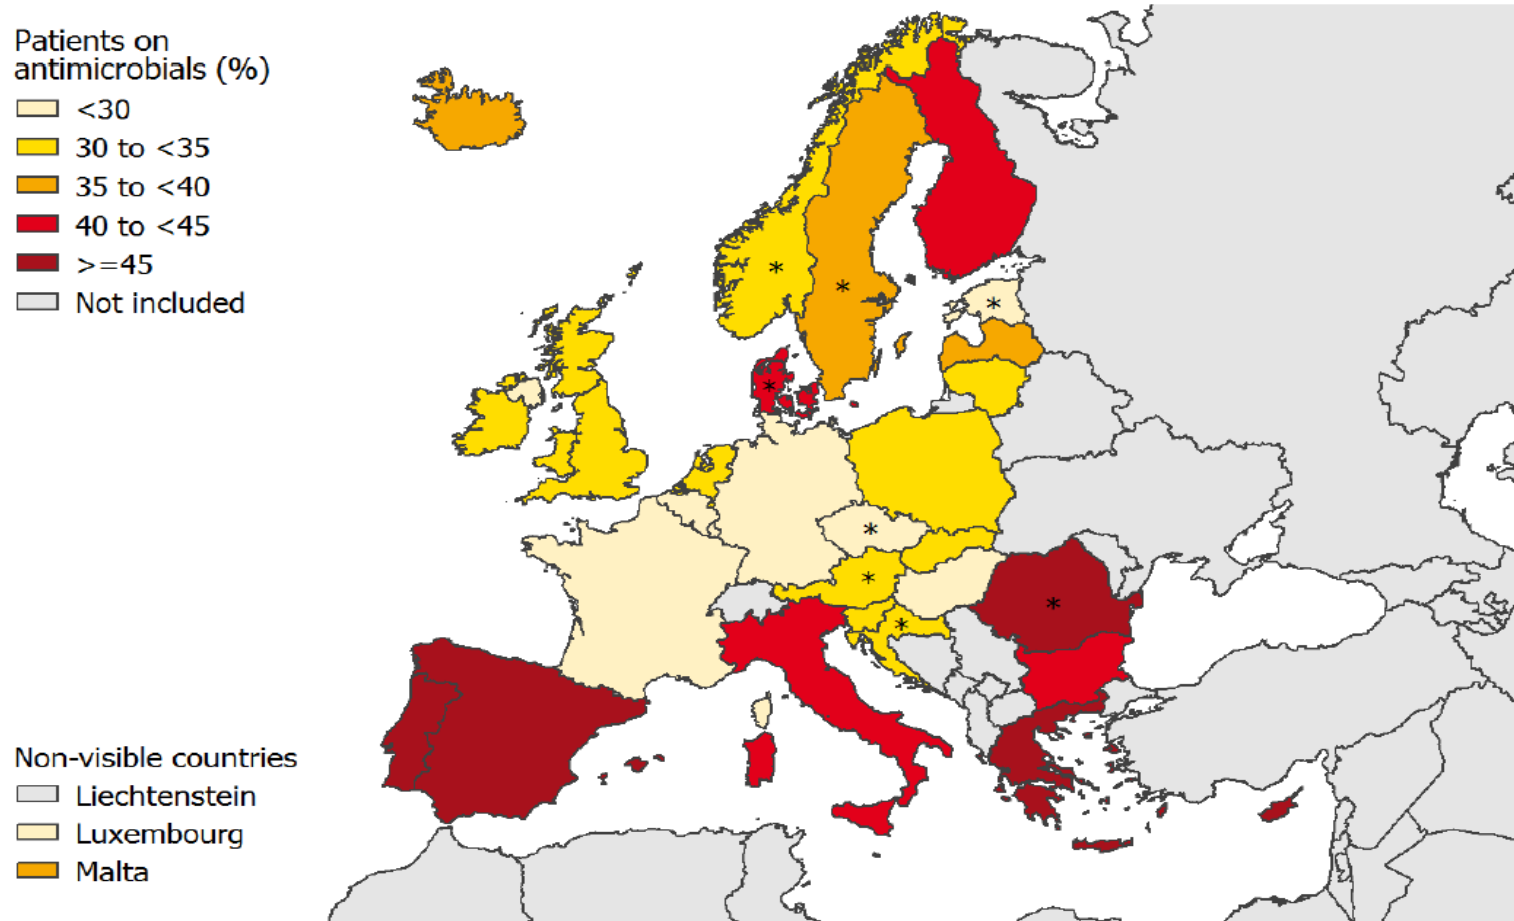 Patients on
antimicrobials (%)
<30
30 to <35
35 to <40
40 to <45
>=45
Not included
*
*
*
*
*
*
*
*
Non-visible countries
Liechtenstein
Luxembourg
Malta